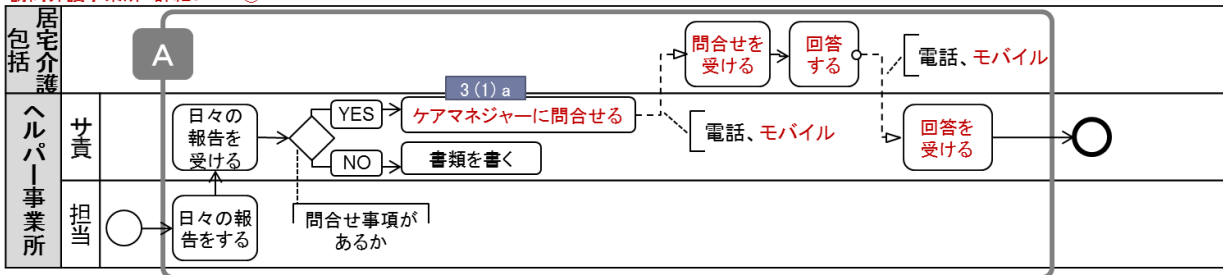 居宅介護
包括
A
問合せを
受ける
回答
する
電話、モバイル
ヘルパー事業所
サ責
日々の
報告を
受ける
YES
3(1)a
ケアマネジャーに問合せる
NO
書類を書く
電話、モバイル
回答を
受ける
担当
日々の報
告をする
問合せ事項が
あるか